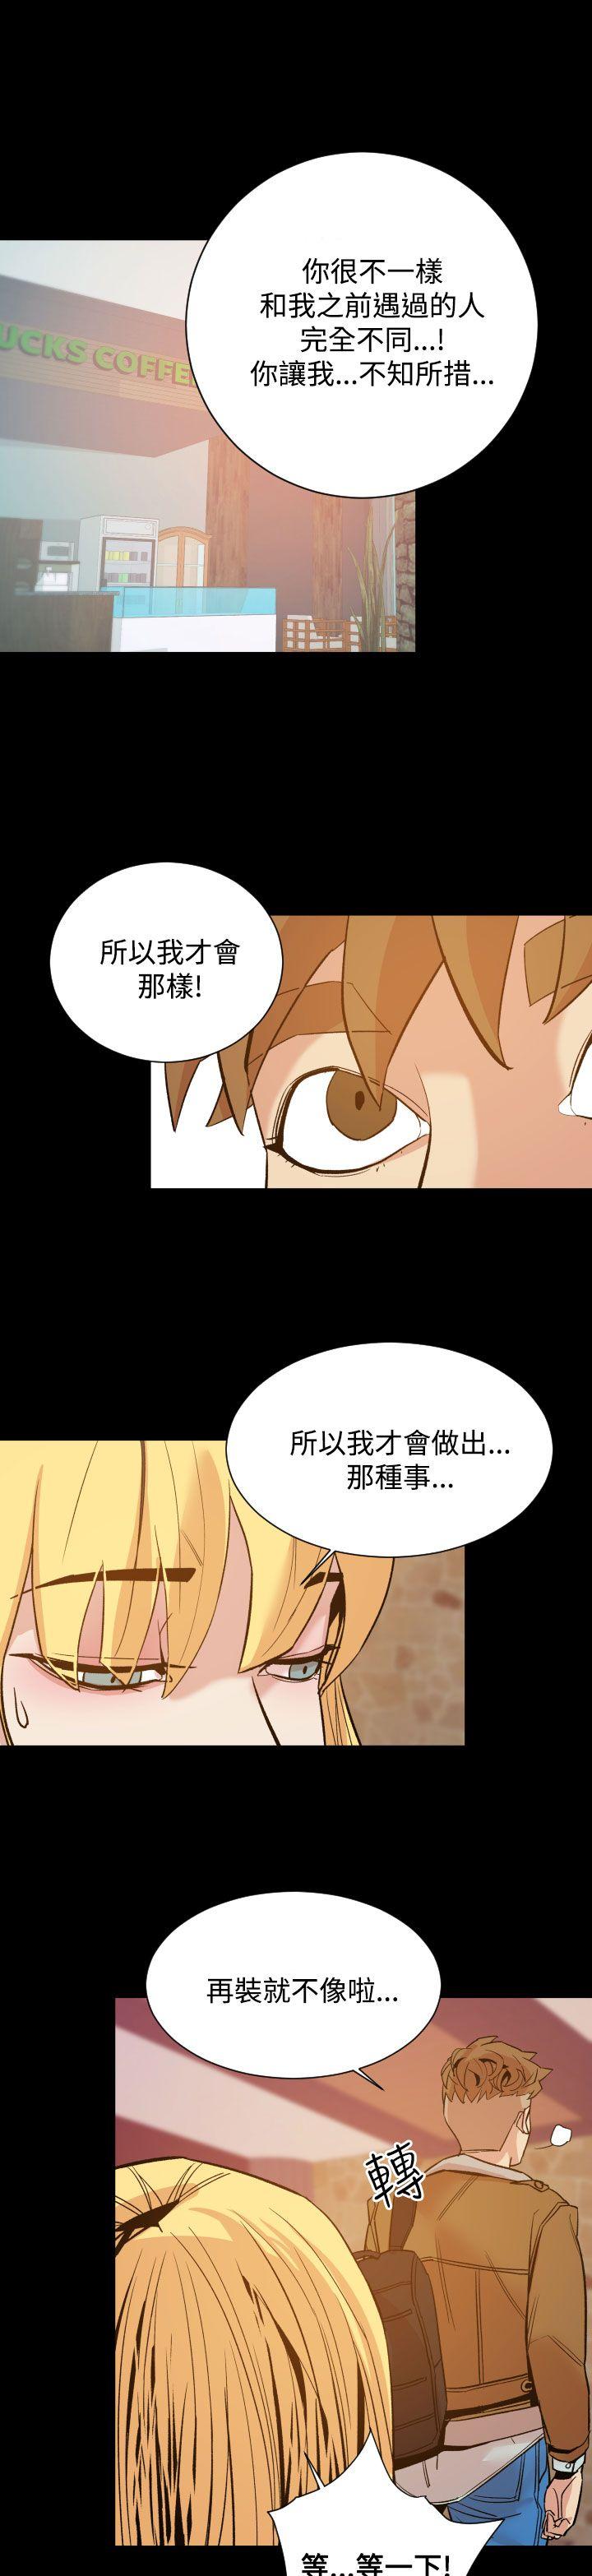 你很不一樣
和我之前遇過的人
完全不同...!
你讓我...不知所措...
UCKS COFFE
所以我才會
那樣!
所以我才會做出...
那種事...
再裝就不像啦...
轉
等...等一下!